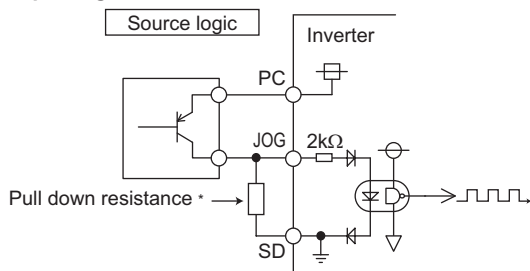 Source logic
Inverter
PC
JOG
2kΩ
Pull down resistance *
SD